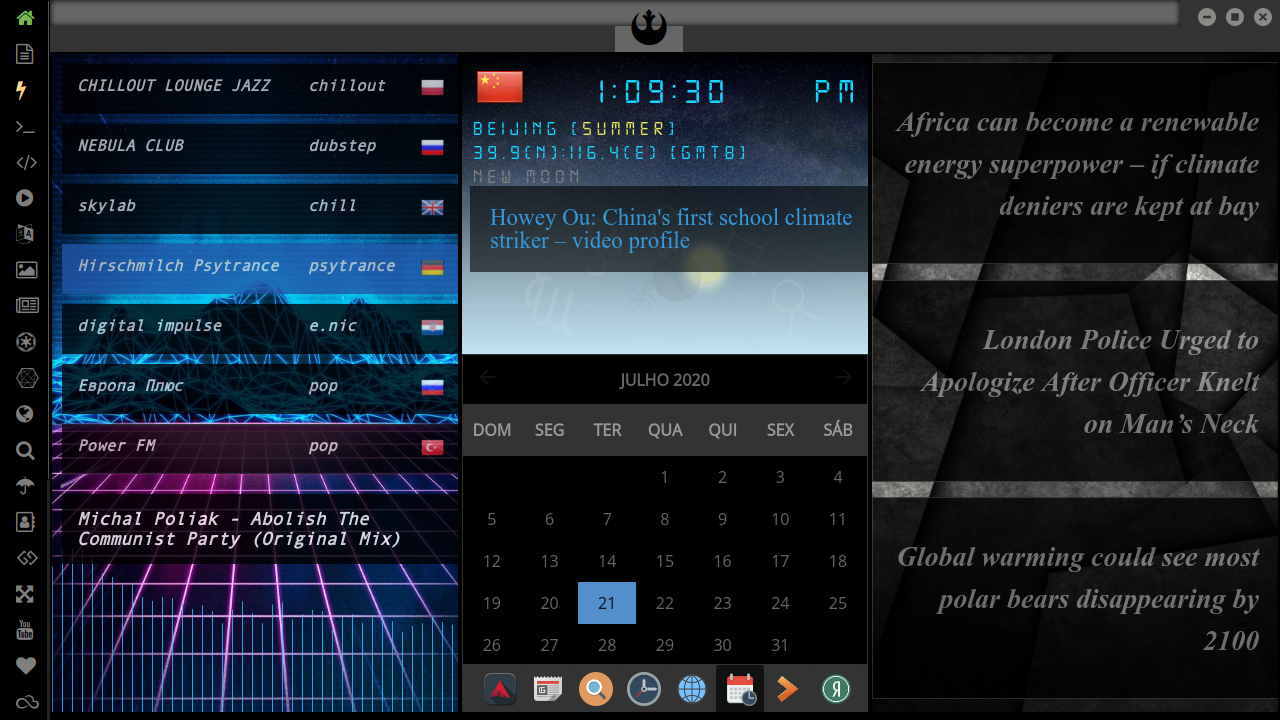 CHILLOUT LOUNGE JAZZ chillout
NEBULA CLUB dubstep
skylab chill
Hirschmilch Psytrance psytrance
digital impulse e.nic
Европа Плюс pop
Power FM pop
Michal Poliak - Abolish The
Communist Party (Original Mix)
1:09:30 PM
BEIJING (SUMMER)
39.9(N):116.4(E) (GMT8)
NEW MOON
Howey Ou: China's first school climate
striker – video profile
JULHO 2020
DOM SEG TER QUA QUI SEX SÁB
1 2 3 4
5 6 7 8 9 10 11
12 13 14 15 16 17 18
19 20 21 22 23 24 25
26 27 28 29 30 31
Africa can become a renewable
energy superpower – if climate
deniers are kept at bay
London Police Urged to
Apologize After Officer Knelt
on Man’s Neck
Global warming could see most
polar bears disappearing by
2100
You
Tube
Я